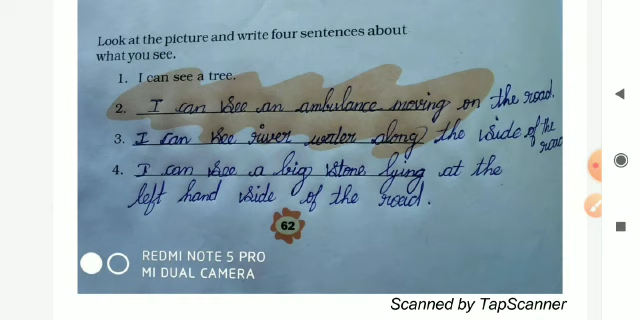 Look at the picture and write four sentences about
what you see.
1. I can see a tree.
2. I can see an ambulance moving on the road.
3. I can see river water along the side of the
road
4. I can see a big stone lying at the
left hand side of the road.
62
REDMI NOTE 5 PRO
MI DUAL CAMERA
Scanned by TapScanner